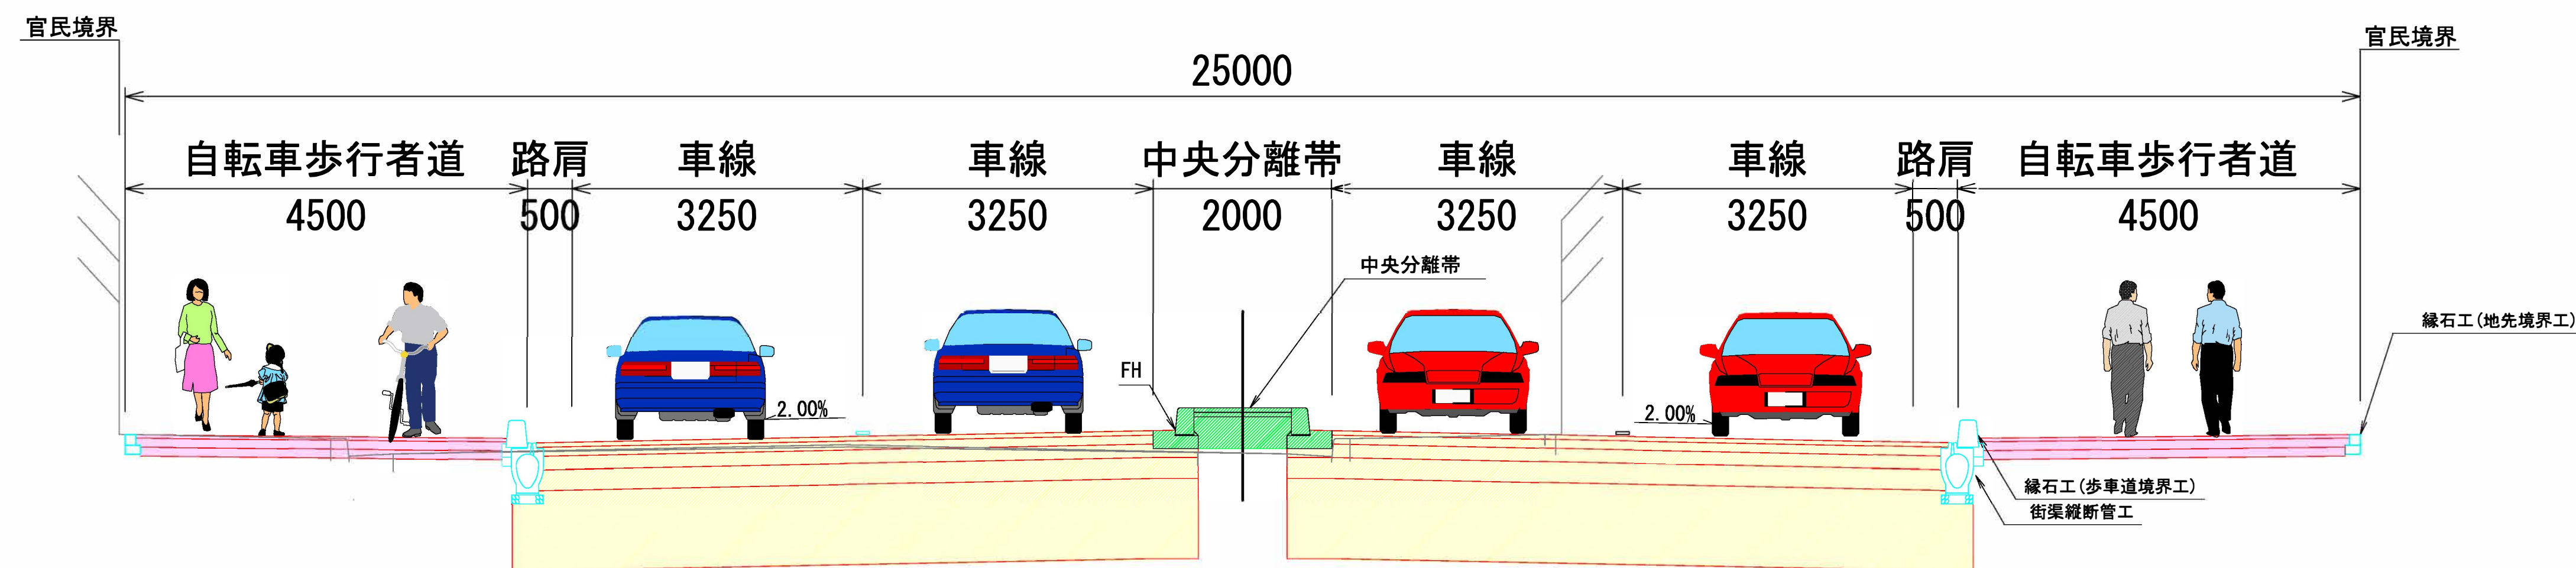 官民境界
官民境界
25000
自転車歩行者道 路肩 車線 車線 中央分離帯 車線 車線 路肩 自転車歩行者道
4500 500 3250 3250 2000 3250 3250 500 4500
中央分離帯
縁石工(地先境界工)
FH
2.00%
2.00%
縁石工(歩車道境界工)
街渠縦断管工